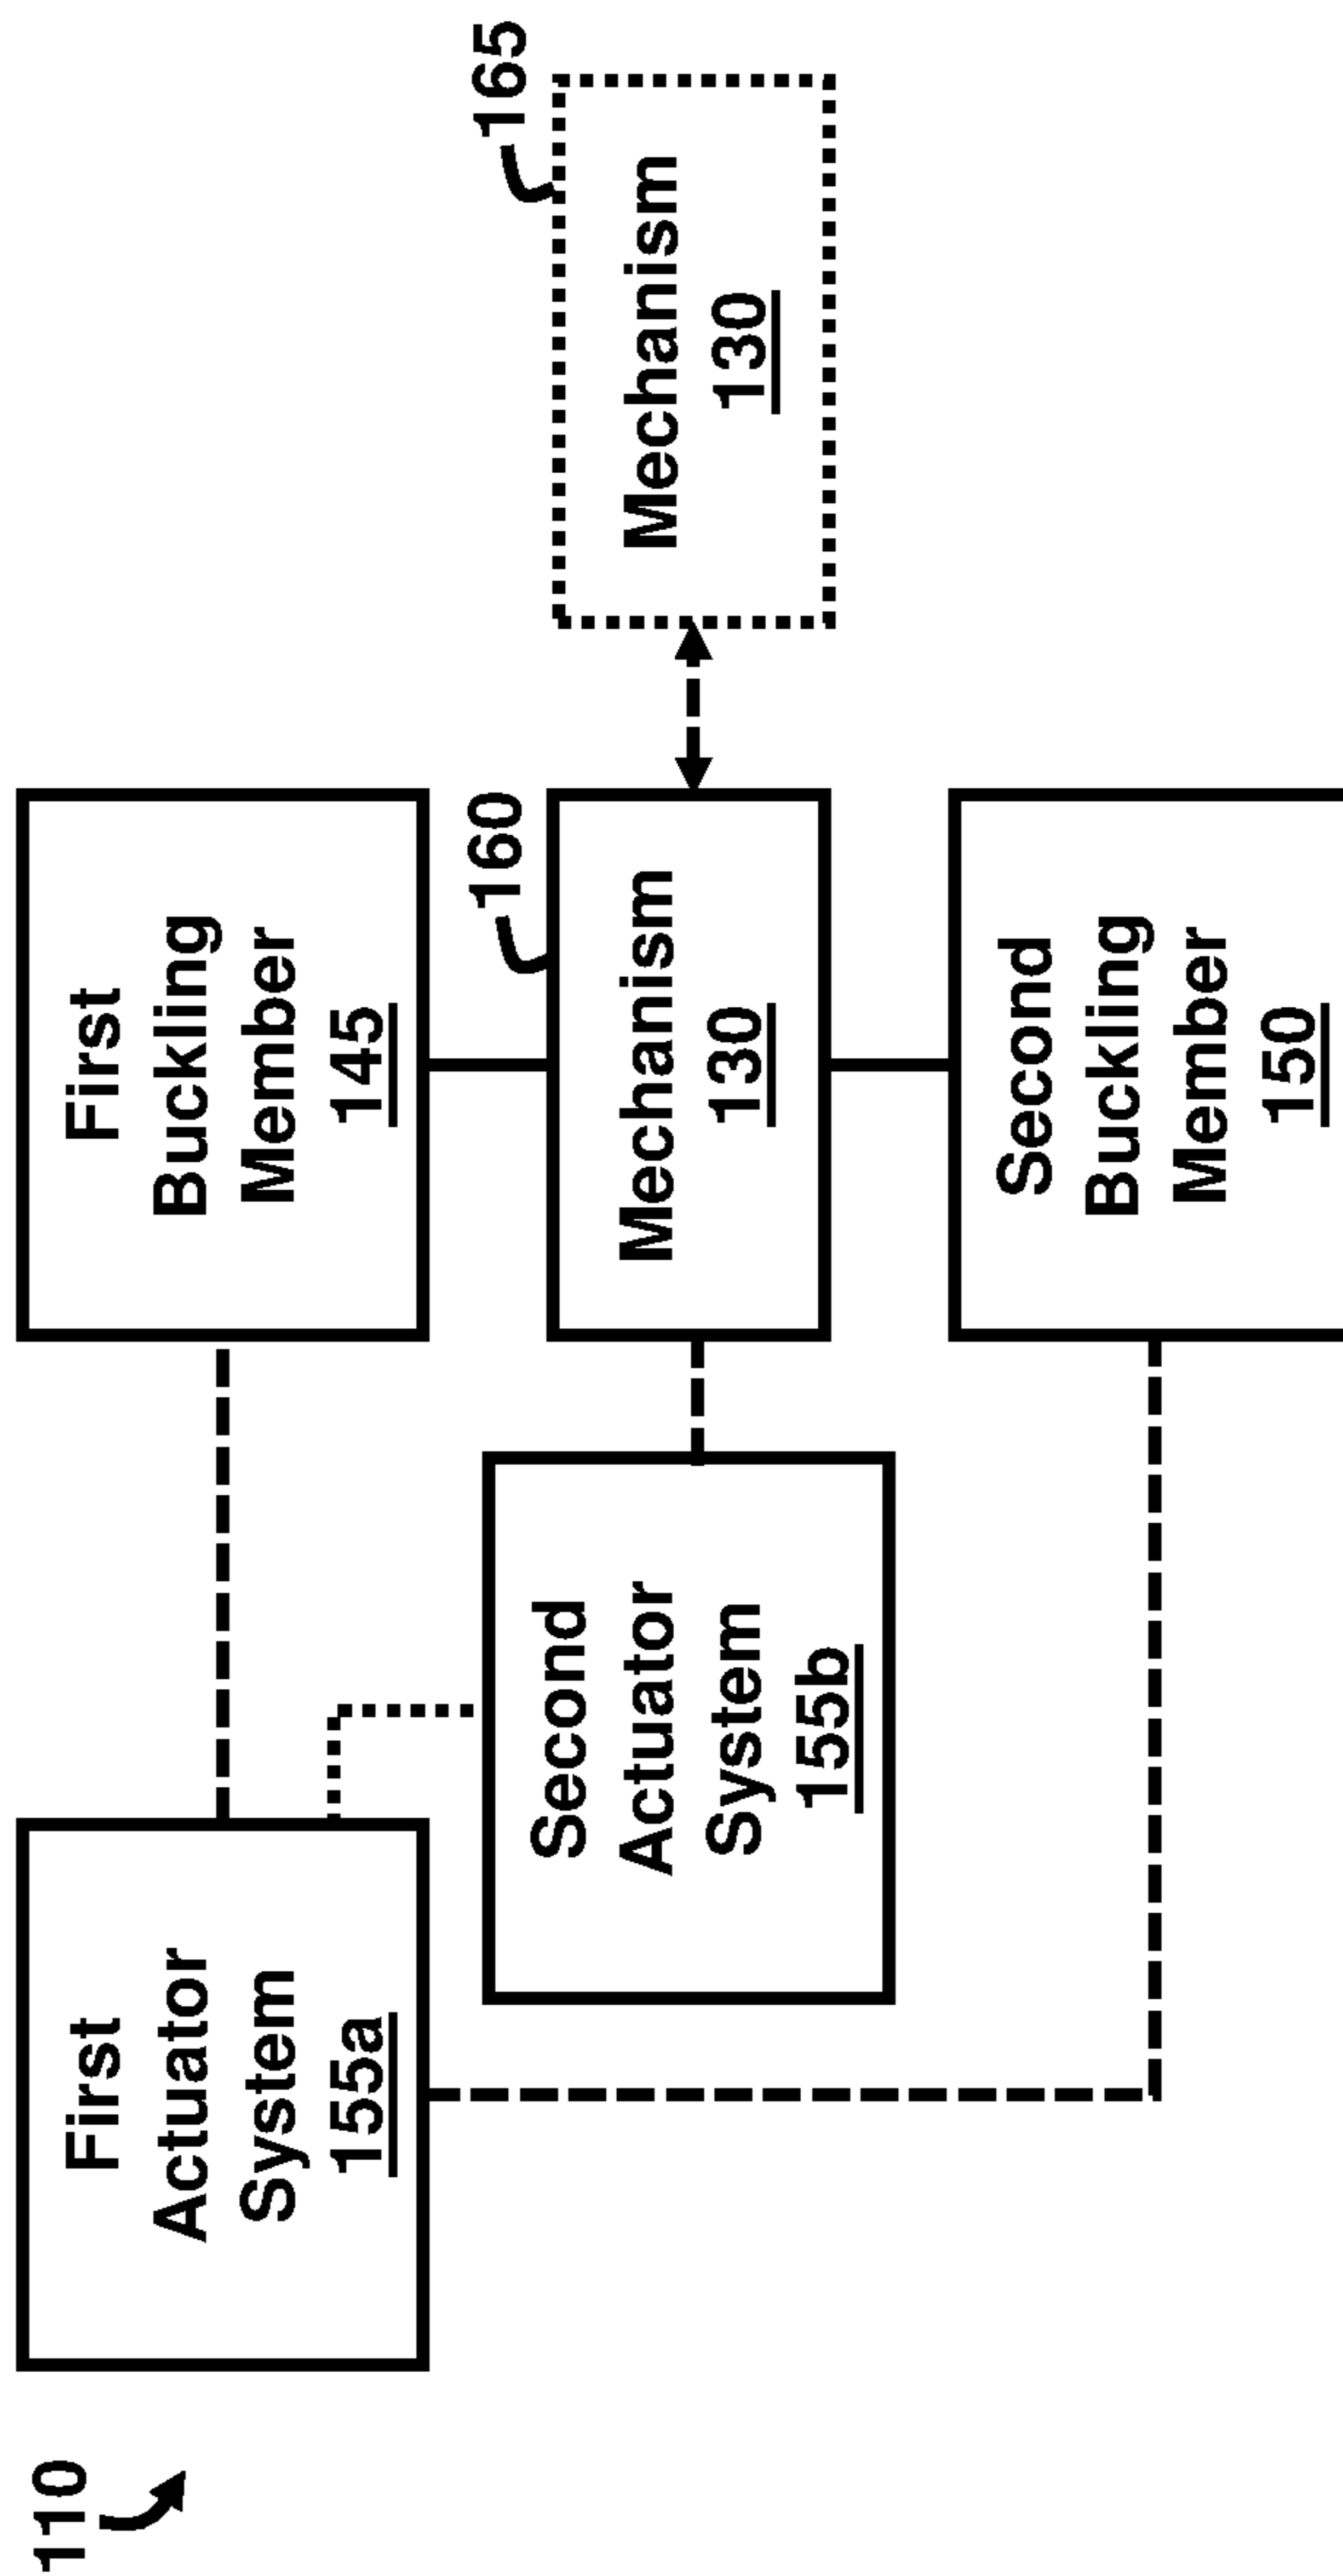 110
First
Actuator
System
155a
First
Buckling
Member
145
Second
Actuator
System
155b
160
Mechanism
130
165
Mechanism
130
Second
Buckling
Member
150